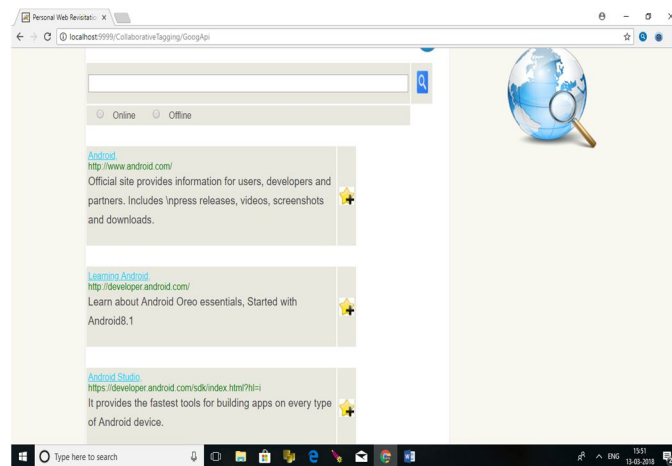 Personal Web Revisitatio
localhost:9999/CollaborativeTagging/GoogApi
Online Offline
Android,
http://www.android.com/
Official site provides information for users, developers and
partners. Includes \npress releases, videos, screenshots
and downloads.
Learning Android,
http://developer.android.com/
Learn about Android Oreo essentials, Started with
Android8.1
Android Studio,
https://developer.android.com/sdk/index.html?hl=i
It provides the fastest tools for building apps on every type
of Android device.
Type here to search
ENG
15:51
13-03-2018